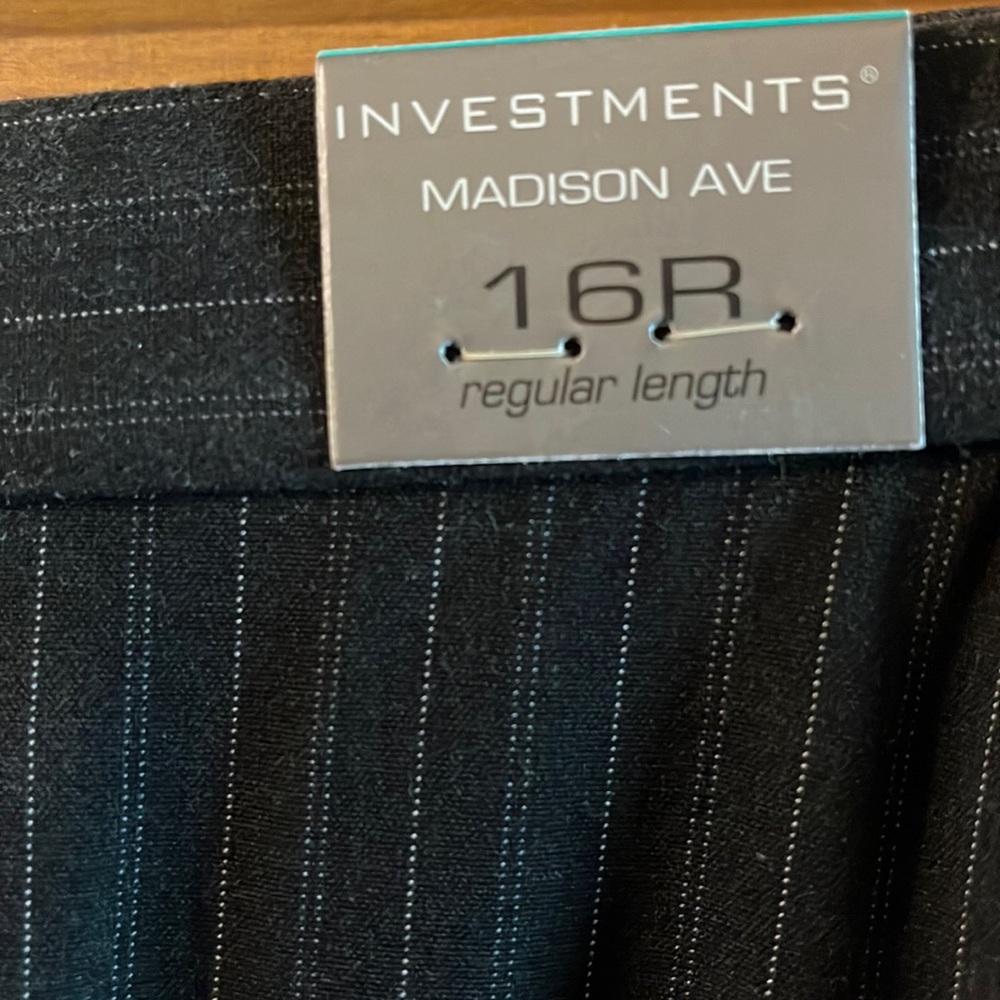 INVESTMENTS®
MADISON AVE
16R
regular length